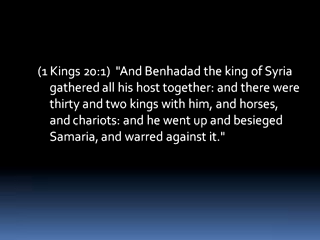 (1 Kings 20:1)  "And Benhadad the king of Syria
gathered all his host together: and there were
thirty and two kings with him, and horses,
and chariots: and he went up and besieged
Samaria, and warred against it."